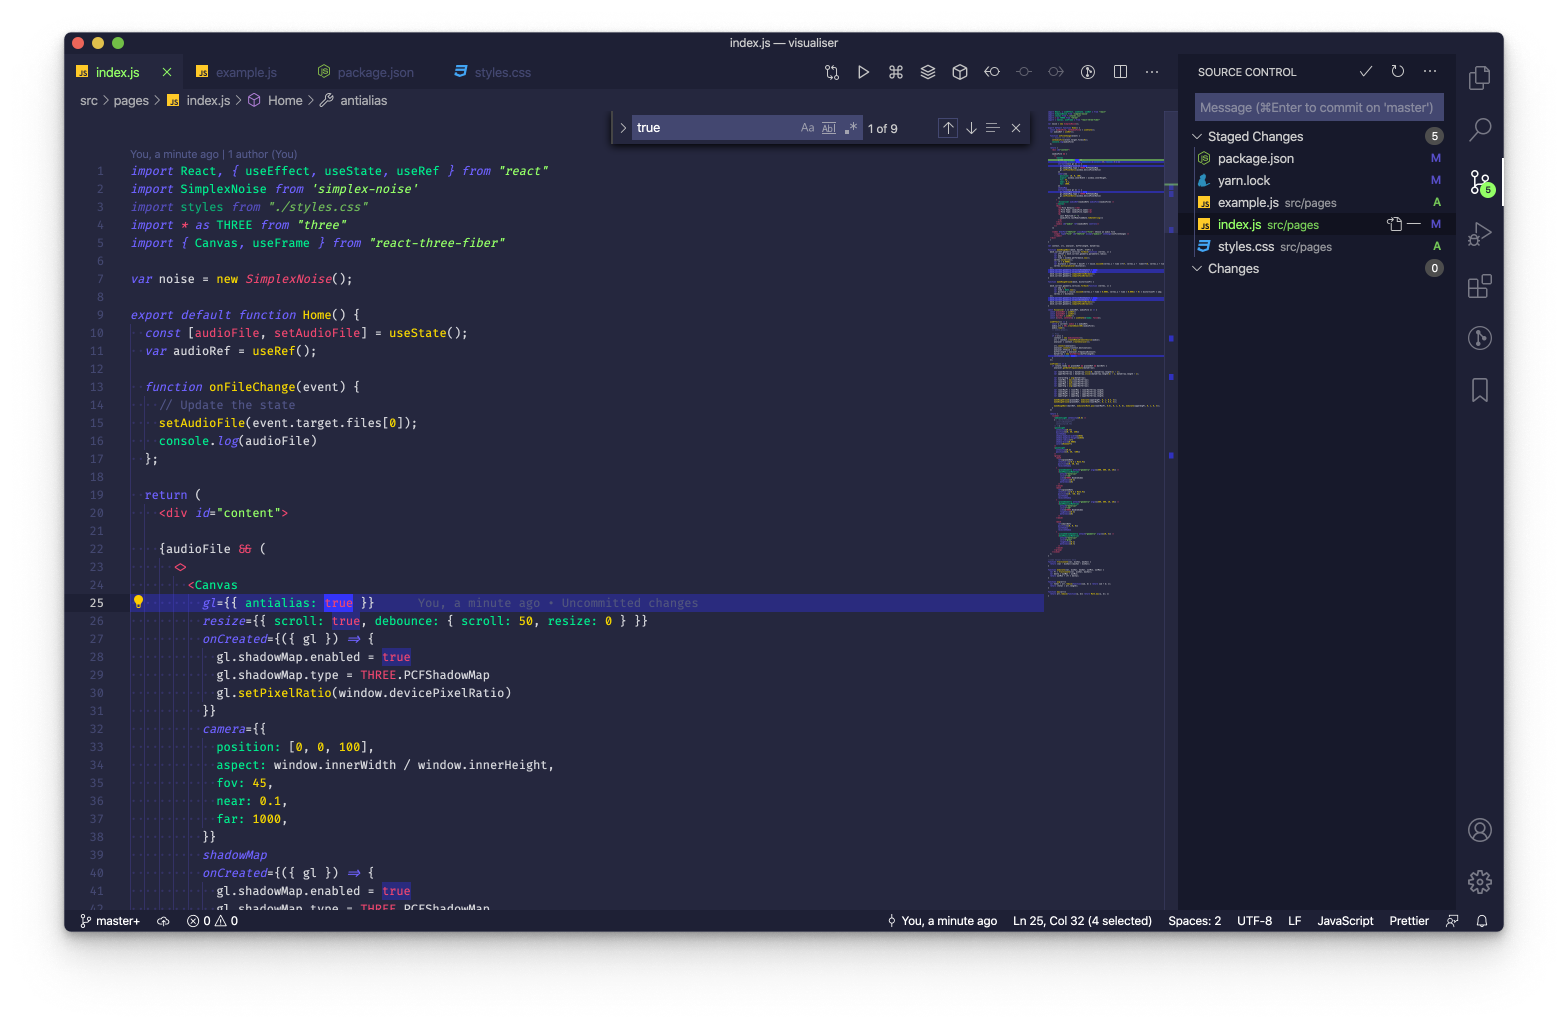 index.js — visualiser
JS index.js
JS example.js
package.json
styles.css
src > pages > JS index.js > Home > antialias
true Aa Abl .* 1 of 9
You, a minute ago | 1 author (You)
1 import React, { useEffect, useState, useRef } from "react"
2 import SimplexNoise from 'simplex-noise'
3 import styles from "./styles.css"
4 import * as THREE from "three"
5 import { Canvas, useFrame } from "react-three-fiber"
6
7 var noise = new SimplexNoise();
8
9 export default function Home() {
10 const [audioFile, setAudioFile] = useState();
11 var audioRef = useRef();
12
13 function onFileChange(event) {
14 // Update the state
15 setAudioFile(event.target.files[0]);
16 console.log(audioFile)
17 };
18
19 return (
20 <div id="content">
21
22 {audioFile && (
23 <>
24 <Canvas
25 gl={{ antialias: true }} You, a minute ago • Uncommitted changes
26 resize={{ scroll: true, debounce: { scroll: 50, resize: 0 } }}
27 onCreated={({ gl }) => {
28 gl.shadowMap.enabled = true
29 gl.shadowMap.type = THREE.PCFShadowMap
30 gl.setPixelRatio(window.devicePixelRatio)
31 }}
32 camera={{
33 position: [0, 0, 100],
34 aspect: window.innerWidth / window.innerHeight,
35 fov: 45,
36 near: 0.1,
37 far: 1000,
38 }}
39 shadowMap
40 onCreated={({ gl }) => {
41 gl.shadowMap.enabled = true
42 gl.shadowMap.type = THREE.PCFShadowMap
SOURCE CONTROL
Message (⌘Enter to commit on 'master')
Staged Changes 5
package.json M
yarn.lock M
JS example.js src/pages A
JS index.js src/pages M
styles.css src/pages A
Changes 0
5
master+ 0 0
You, a minute ago Ln 25, Col 32 (4 selected) Spaces: 2 UTF-8 LF JavaScript Prettier